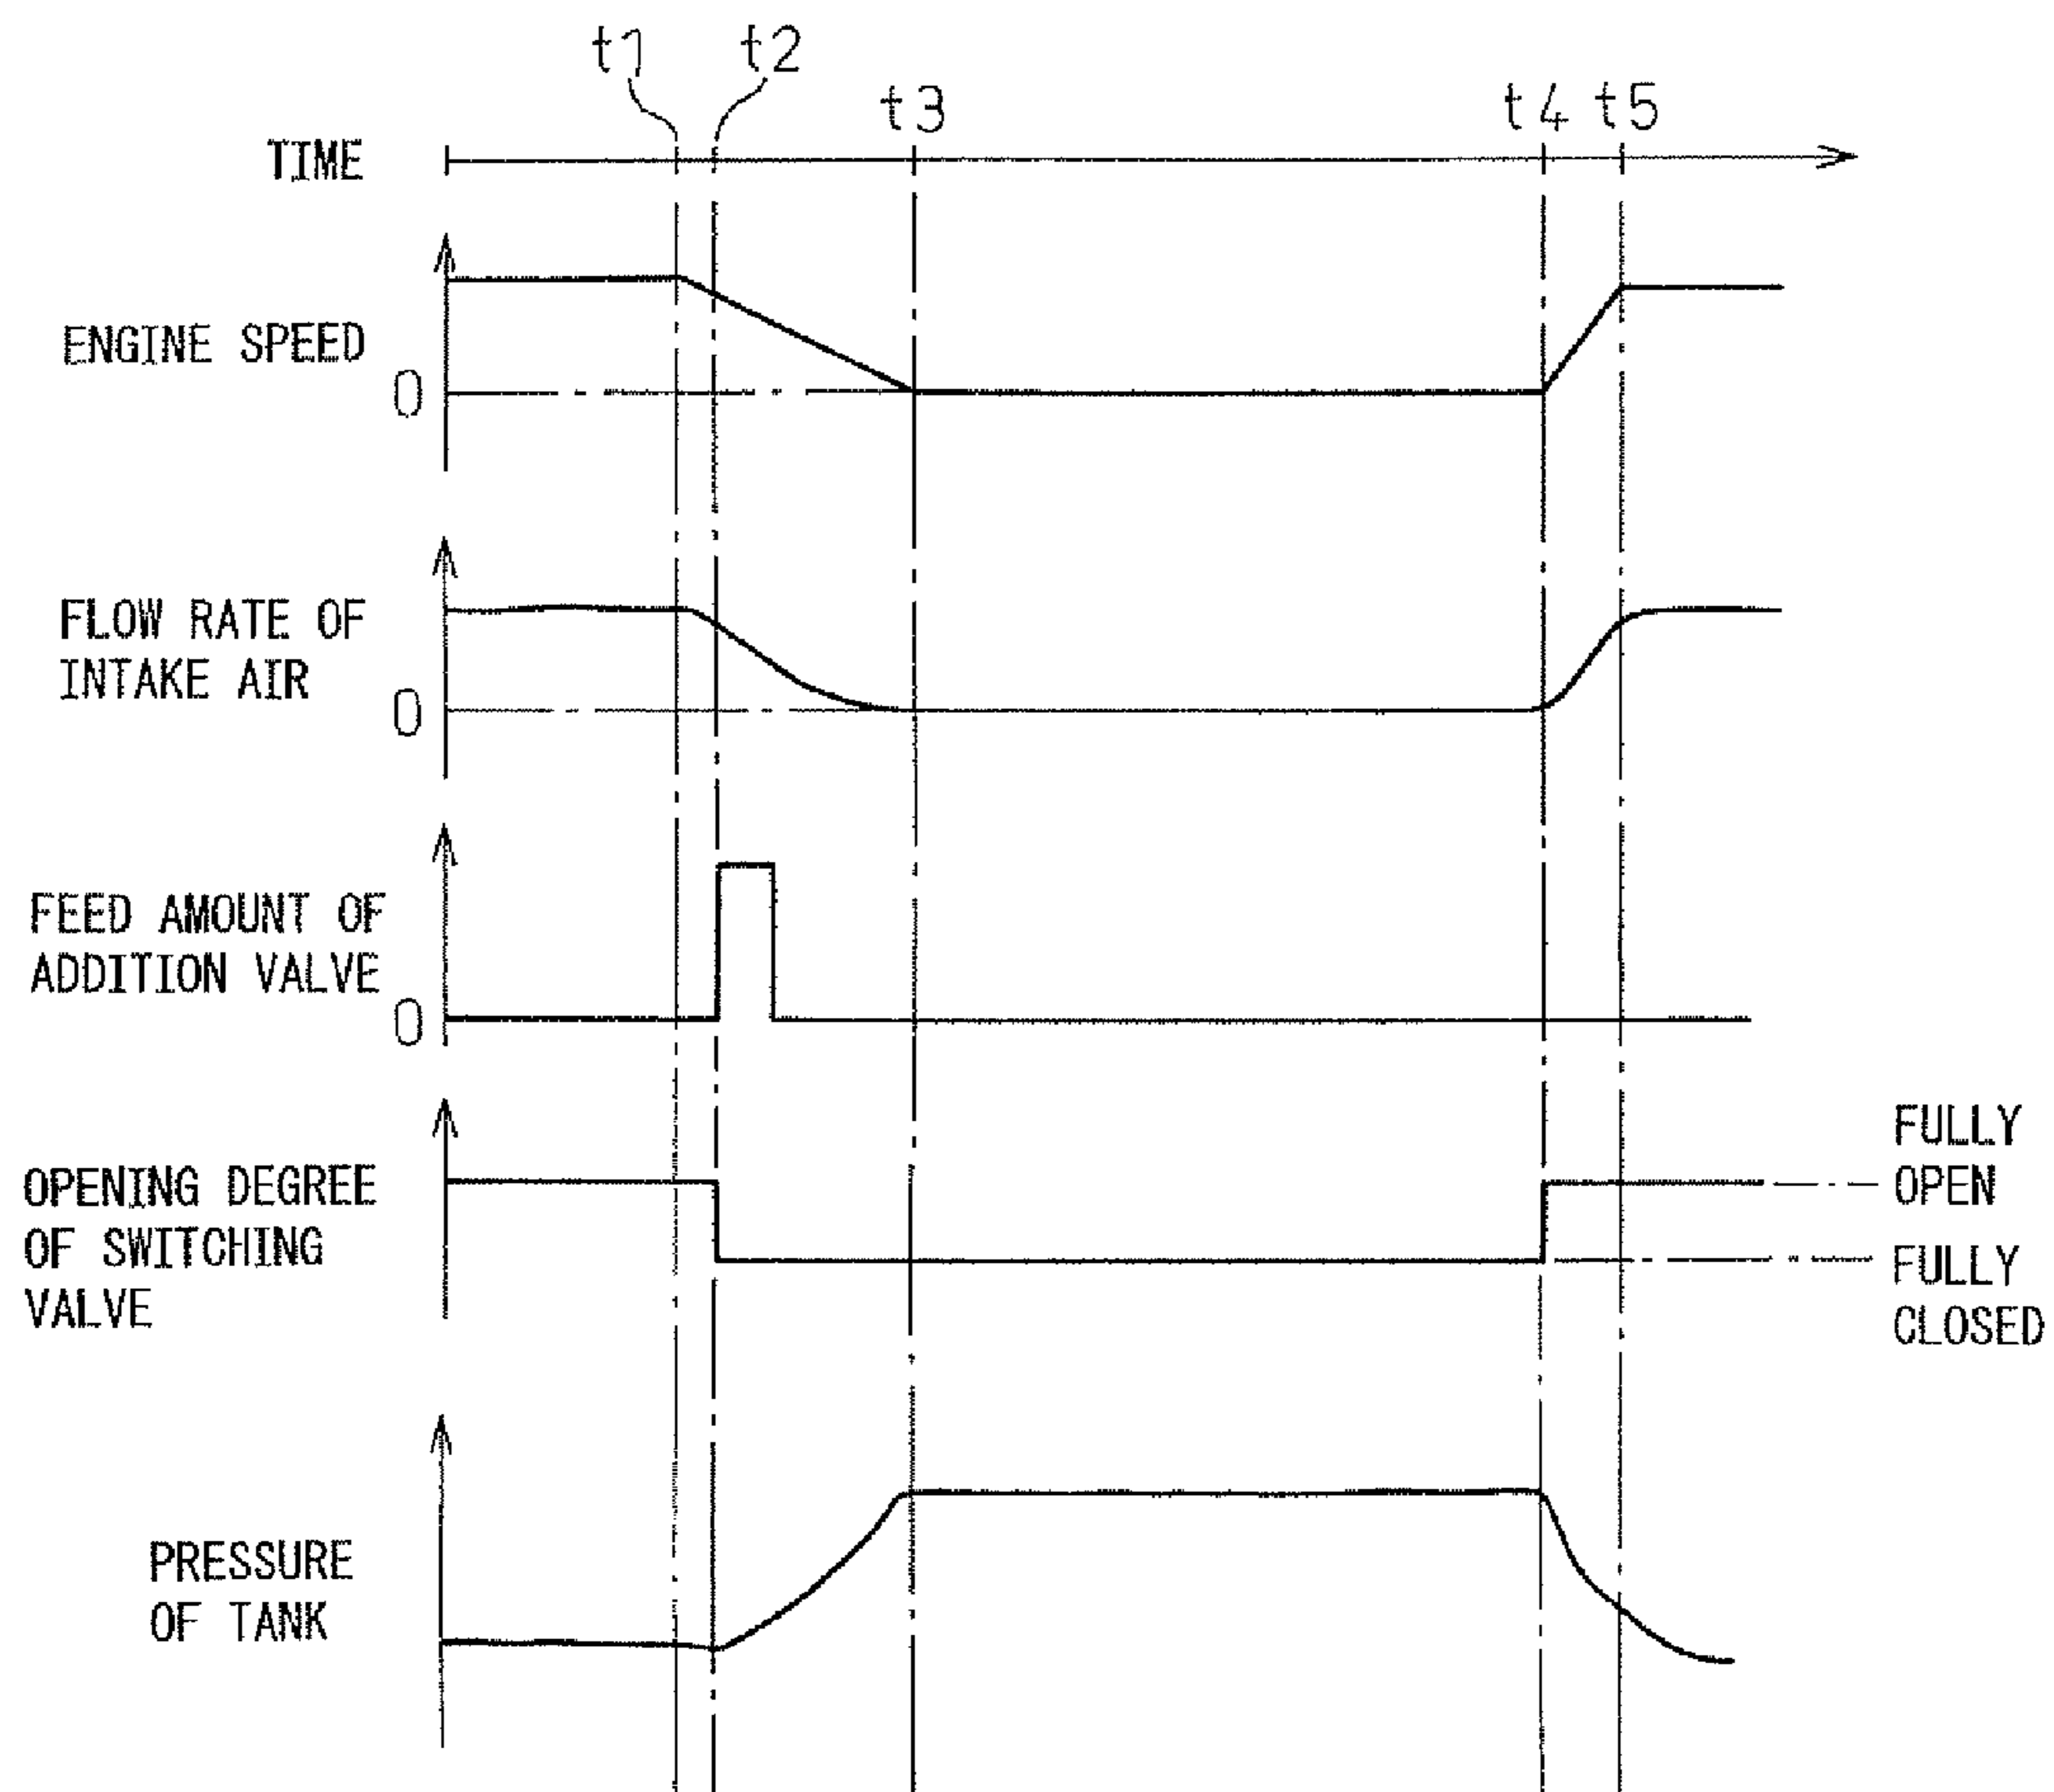 t1 t2
t3 t4 t5
TIME
ENGINE SPEED
0
FLOW RATE OF
INTAKE AIR
0
FEED AMOUNT OF
ADDITION VALVE
0
OPENING DEGREE
OF SWITCHING
VALVE
FULLY
OPEN
FULLY
CLOSED
PRESSURE
OF TANK